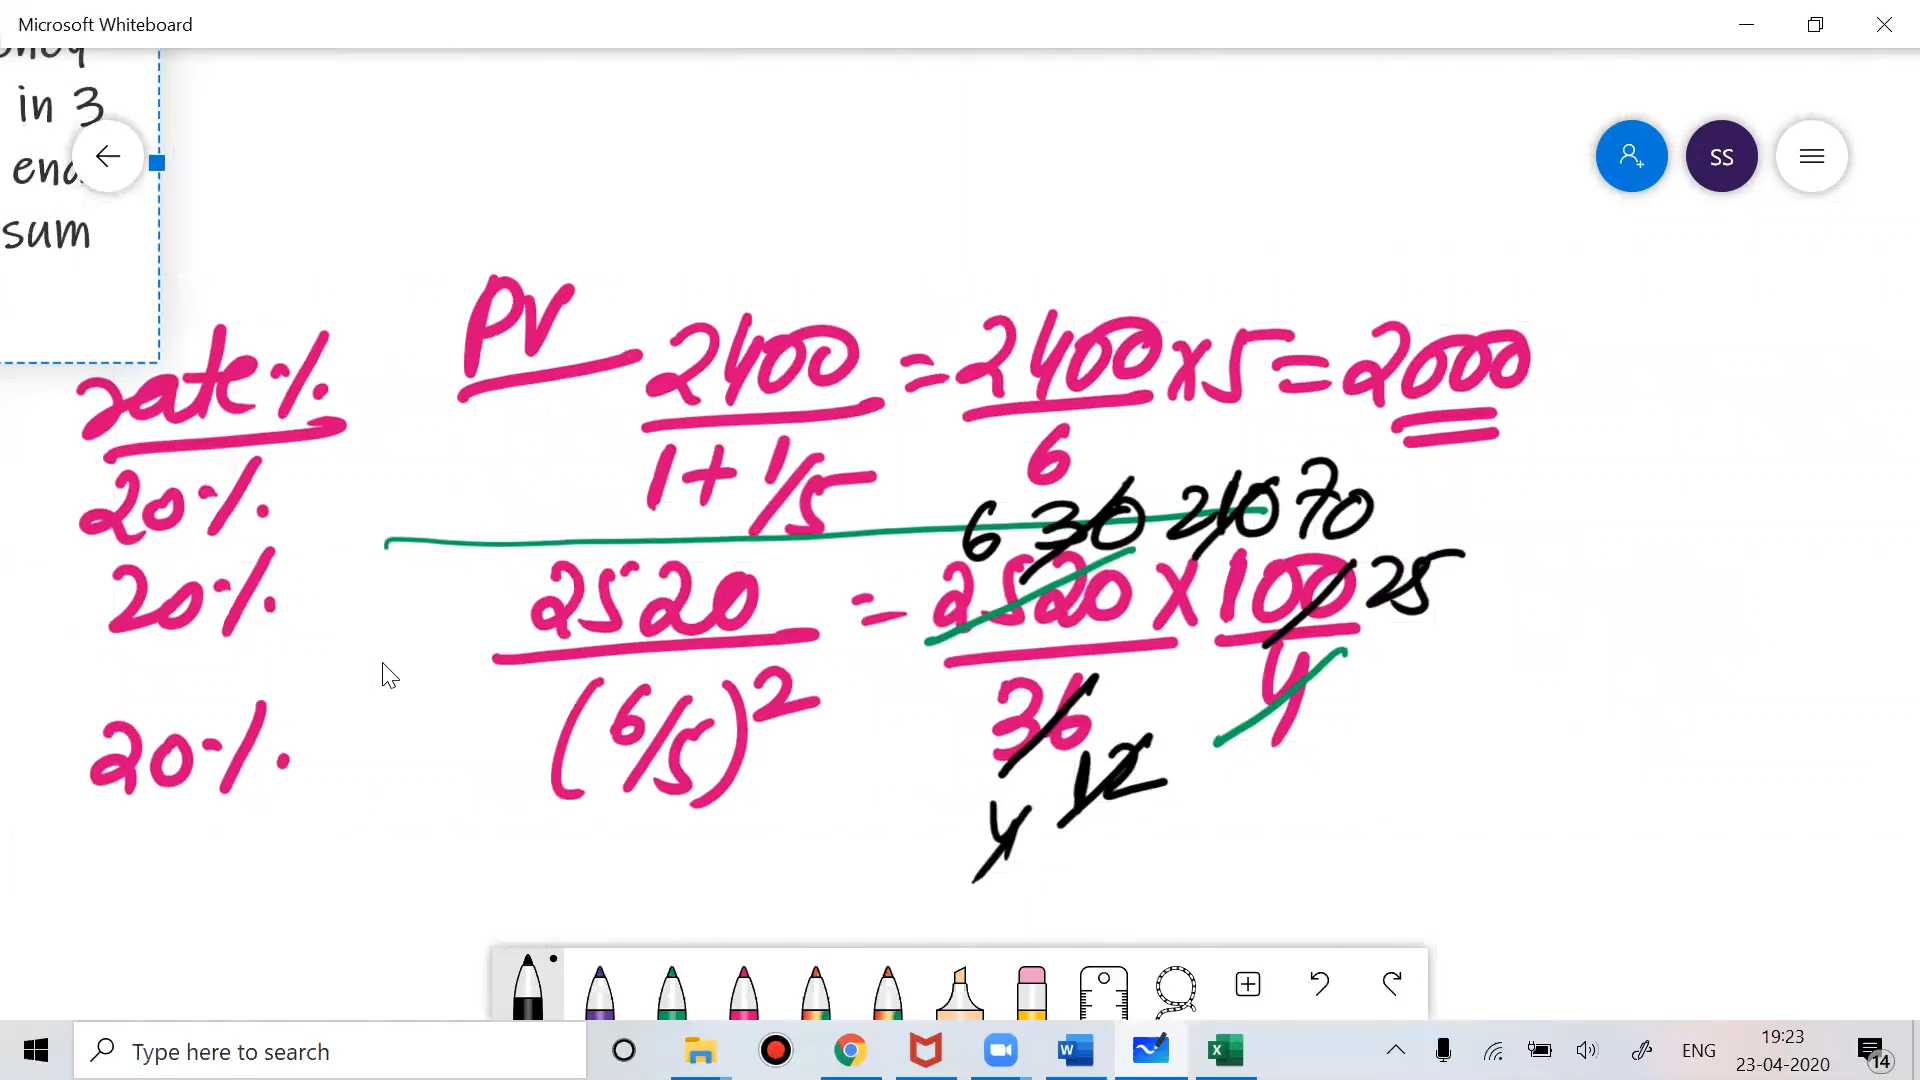 Microsoft Whiteboard
in 3
sum
SS
rate %
20%
20%
20%
PV
2400 = 2400 x 5 = 2000
1 + 1/5 6
6 30 210 70
2520 = 2520 x 100 25
(6/5)2 36 4
12
4
Type here to search
ENG
19:23
23-04-2020
14